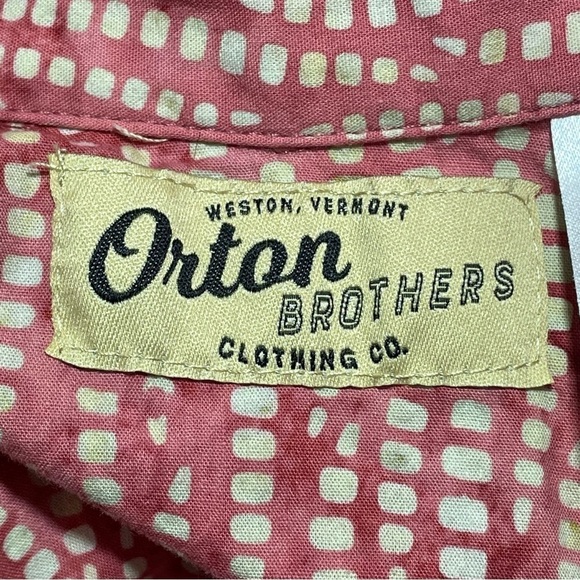 WESTON, VERMONT
Orton
BROTHERS
CLOTHING CO.